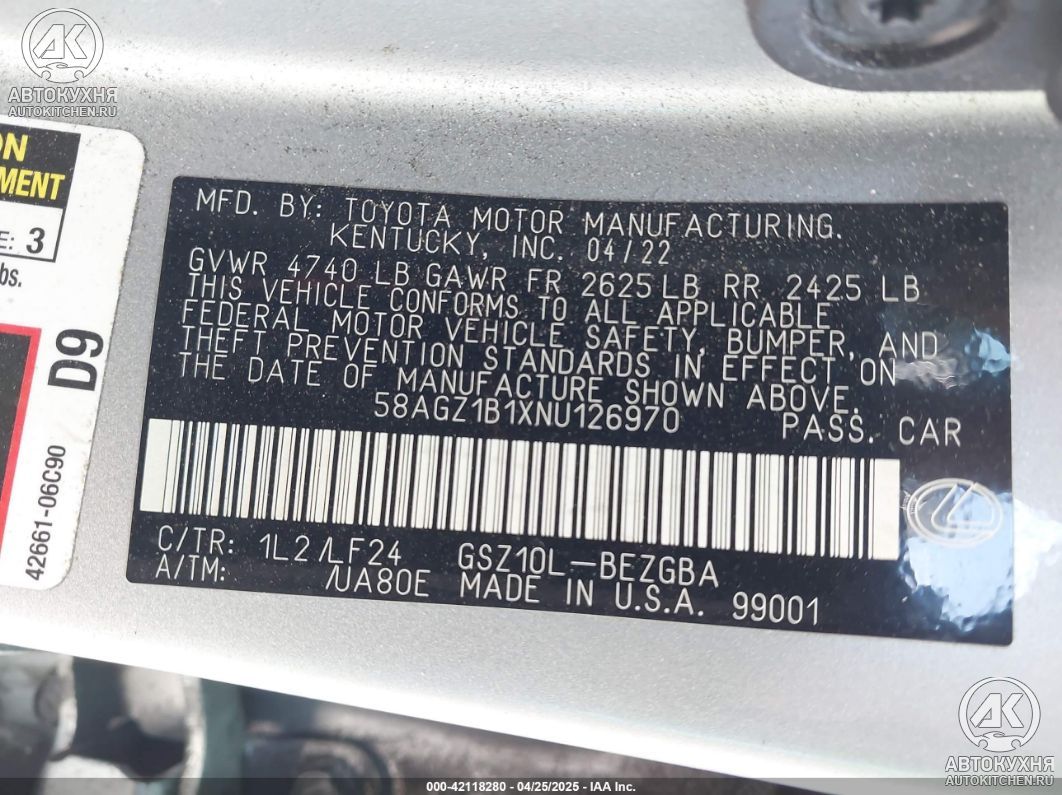 AK
АВТОКУХНЯ
AUTOKITCHEN.RU
ON
MENT
E: 3
bs.
D9
42661-06C90
MFD. BY: TOYOTA MOTOR MANUFACTURING.
KENTUCKY, INC. 04/22
GVWR 4740 LB GAWR FR 2625 LB RR 2425 LB
THIS VEHICLE CONFORMS TO ALL APPLICABLE
FEDERAL MOTOR VEHICLE SAFETY, BUMPER, AND
THEFT PREVENTION STANDARDS IN EFFECT ON
THE DATE OF MANUFACTURE SHOWN ABOVE.
58AGZ1B1XNU126970
PASS. CAR
C/TR: 1L2/LF24 GSZ10L-BEZGBA
A/TM: /UA80E MADE IN U.S.A. 99001
AK
АВТОКУХНЯ
AUTOKITCHEN.RU
000-42118280 - 04/25/2025 - IAA Inc.